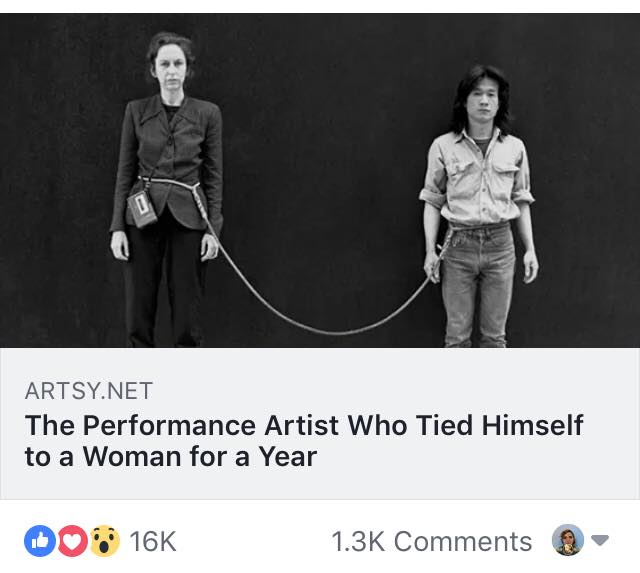 ARTSY.NET
The Performance Artist Who Tied Himself
to a Woman for a Year
16K 1.3K Comments